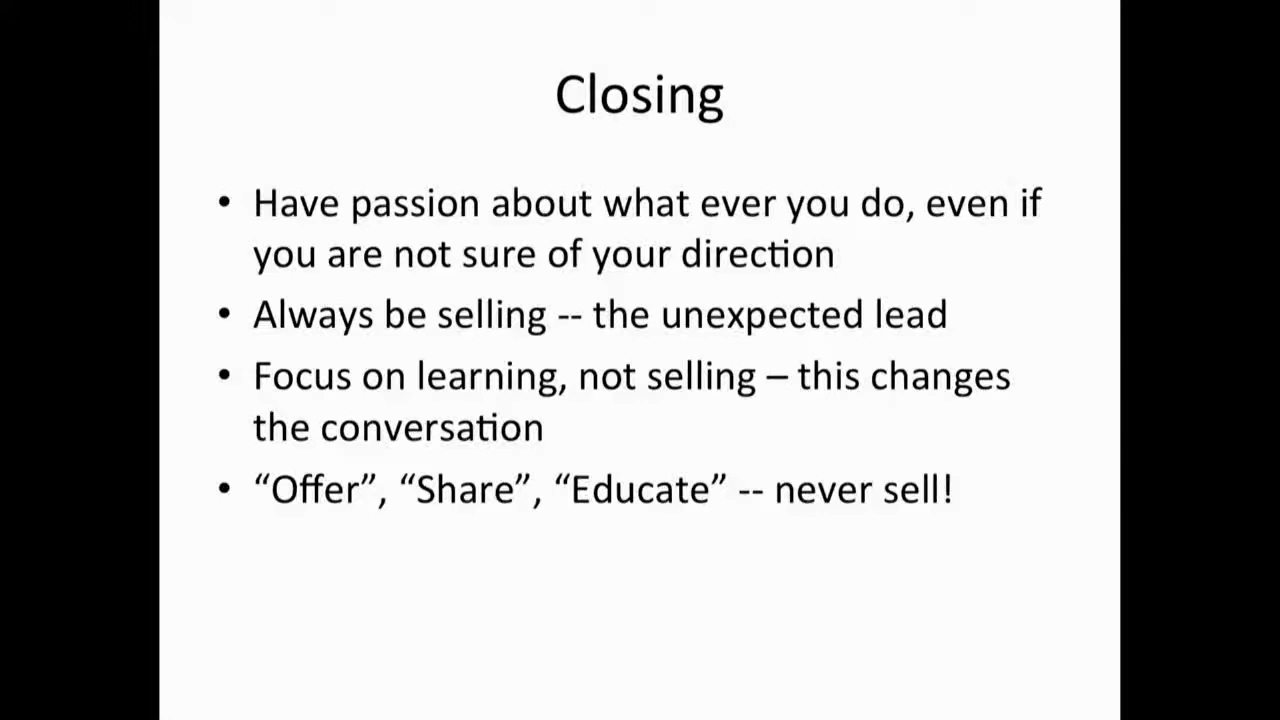 Closing
• Have passion about what ever you do, even if
you are not sure of your direction
• Always be selling -- the unexpected lead
• Focus on learning, not selling – this changes
the conversation
• “Offer”, “Share”, “Educate” -- never sell!